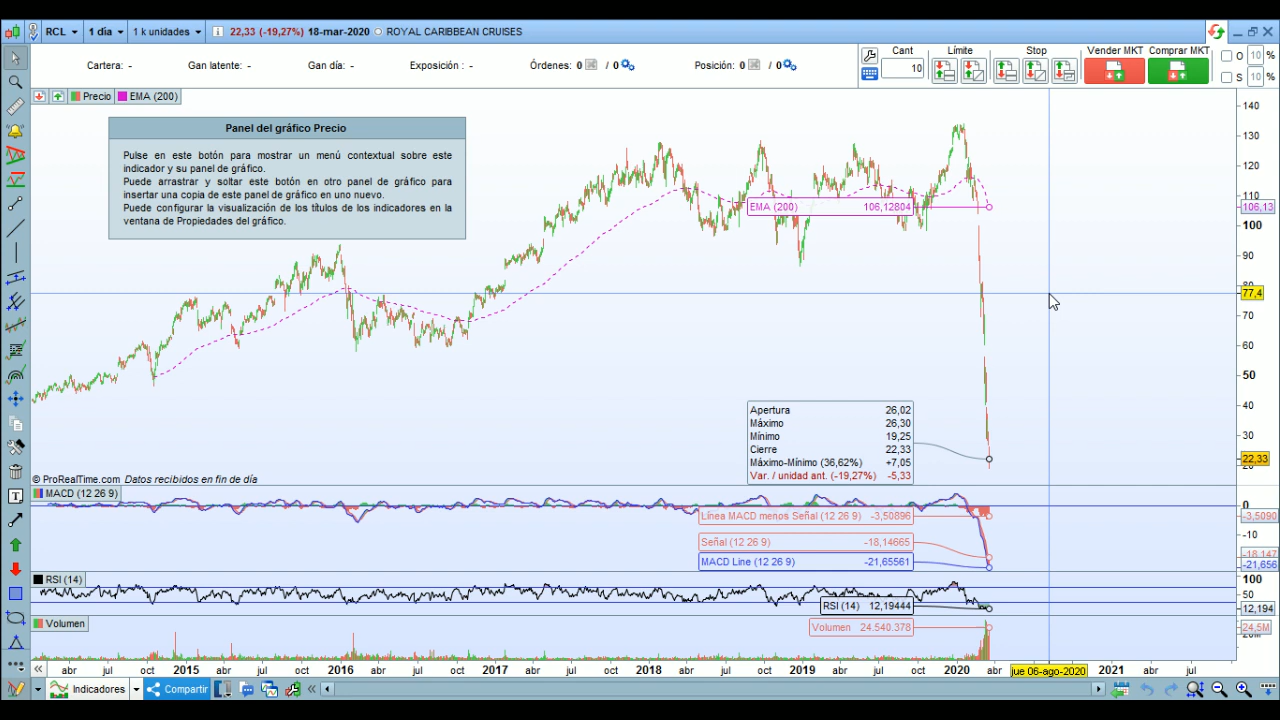 RCL 1 día 1 k unidades 22,33 (-19,27%) 18-mar-2020 ROYAL CARIBBEAN CRUISES
Cartera: - Gan latente: - Gan día: - Exposición : - Órdenes: 0 / 0 Posición: 0 / 0
Cant Límite Stop Vender MKT Comprar MKT
10
O 10 %
S 10 %
Precio EMA (200)
Panel del gráfico Precio
Pulse en este botón para mostrar un menú contextual sobre este
indicador y su panel de gráfico.
Puede arrastrar y soltar este botón en otro panel de gráfico para
insertar una copia de este panel de gráfico en uno nuevo.
Puede configurar la visualización de los títulos de los indicadores en la
ventana de Propiedades del gráfico.
140
130
120
110
EMA (200) 106,12804
106,13
100
90
77,4
70
60
50
40
30
22,33
Apertura 26,02
Máximo 26,30
Mínimo 19,25
Cierre 22,33
Máximo-Mínimo (36,62%) +7,05
Var. / unidad ant. (-19,27%) -5,33
© ProRealTime.com Datos recibidos en fin de día
MACD (12 26 9)
0
Línea MACD menos Señal (12 26 9) -3,50896
-3,5090
-10
Señal (12 26 9) -18,14665
-18,147
MACD Line (12 26 9) -21,65561
-21,656
RSI (14)
100
50
RSI (14) 12,19444
12,194
Volumen
Volumen 24.540.378
24,5M
abr jul oct 2015 abr jul oct 2016 abr jul oct 2017 abr jul oct 2018 abr jul oct 2019 abr jul oct 2020 abr jue 06-ago-2020 2021 abr jul
Indicadores Compartir